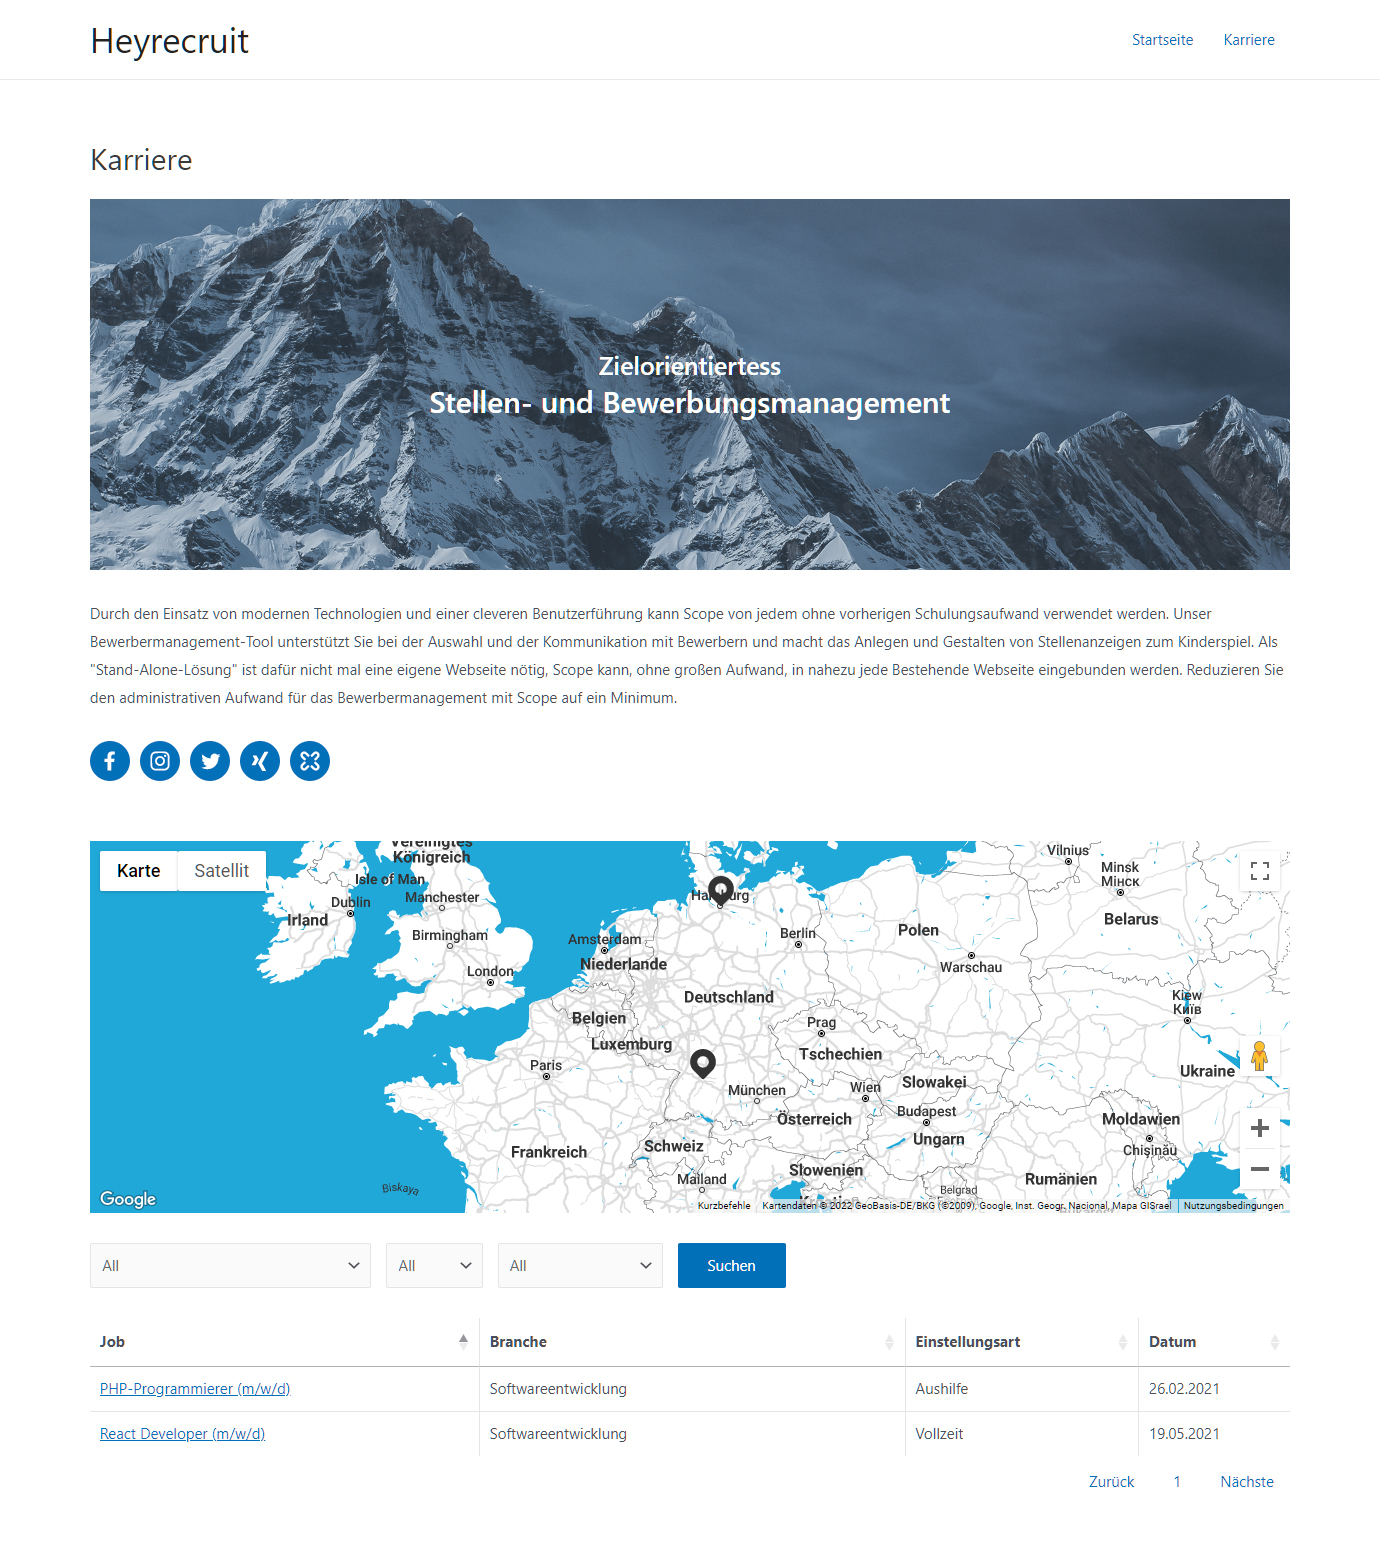 Heyrecruit
Startseite Karriere
Karriere
Zielorientiertess
Stellen- und Bewerbungsmanagement
Durch den Einsatz von modernen Technologien und einer cleveren Benutzerführung kann Scope von jedem ohne vorherigen Schulungsaufwand verwendet werden. Unser
Bewerbermanagement-Tool unterstützt Sie bei der Auswahl und der Kommunikation mit Bewerbern und macht das Anlegen und Gestalten von Stellenanzeigen zum Kinderspiel. Als
"Stand-Alone-Lösung" ist dafür nicht mal eine eigene Webseite nötig, Scope kann, ohne großen Aufwand, in nahezu jede Bestehende Webseite eingebunden werden. Reduzieren Sie
den administrativen Aufwand für das Bewerbermanagement mit Scope auf ein Minimum.
Karte Satellit
Vereinigtes
Königreich
Isle of Man
Manchester
Dublin
Irland
Birmingham
London
Amsterdam
Niederlande
Hamburg
Berlin
Deutschland
Belgien
Luxemburg
Paris
Prag
Tschechien
München
Wien
Österreich
Slowakei
Budapest
Ungarn
Frankreich
Schweiz
Mailand
Slowenien
Biskaya
Vilnius
Minsk
Мінск
Belarus
Polen
Warschau
Kiew
Київ
Ukraine
Moldawien
Chișinău
Rumänien
Belgrad
Google
Kurzbefehle Kartendaten © 2022 GeoBasis-DE/BKG (©2009), Google, Inst. Geogr. Nacional, Mapa GISrael Nutzungsbedingungen
All All All Suchen
Job Branche Einstellungsart Datum
PHP-Programmierer (m/w/d) Softwareentwicklung Aushilfe 26.02.2021
React Developer (m/w/d) Softwareentwicklung Vollzeit 19.05.2021
Zurück 1 Nächste